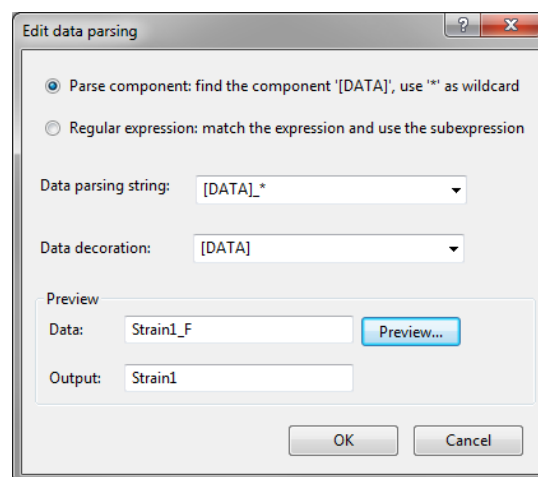 Edit data parsing
?
Parse component: find the component '[DATA]', use '*' as wildcard
Regular expression: match the expression and use the subexpression
Data parsing string: [DATA]_*
Data decoration: [DATA]
Preview
Data: Strain1_F Preview...
Output: Strain1
OK Cancel